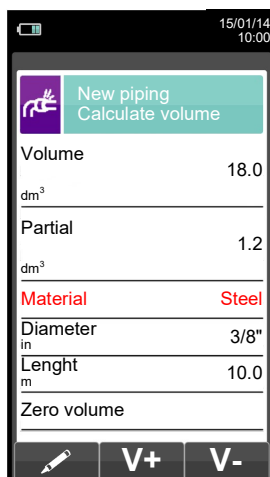 15/01/14
10:00
New piping
Calculate volume
Volume
18.0
dm³
Partial
1.2
dm³
Material Steel
Diameter
in
3/8"
Lenght
m
10.0
Zero volume
V+ V-